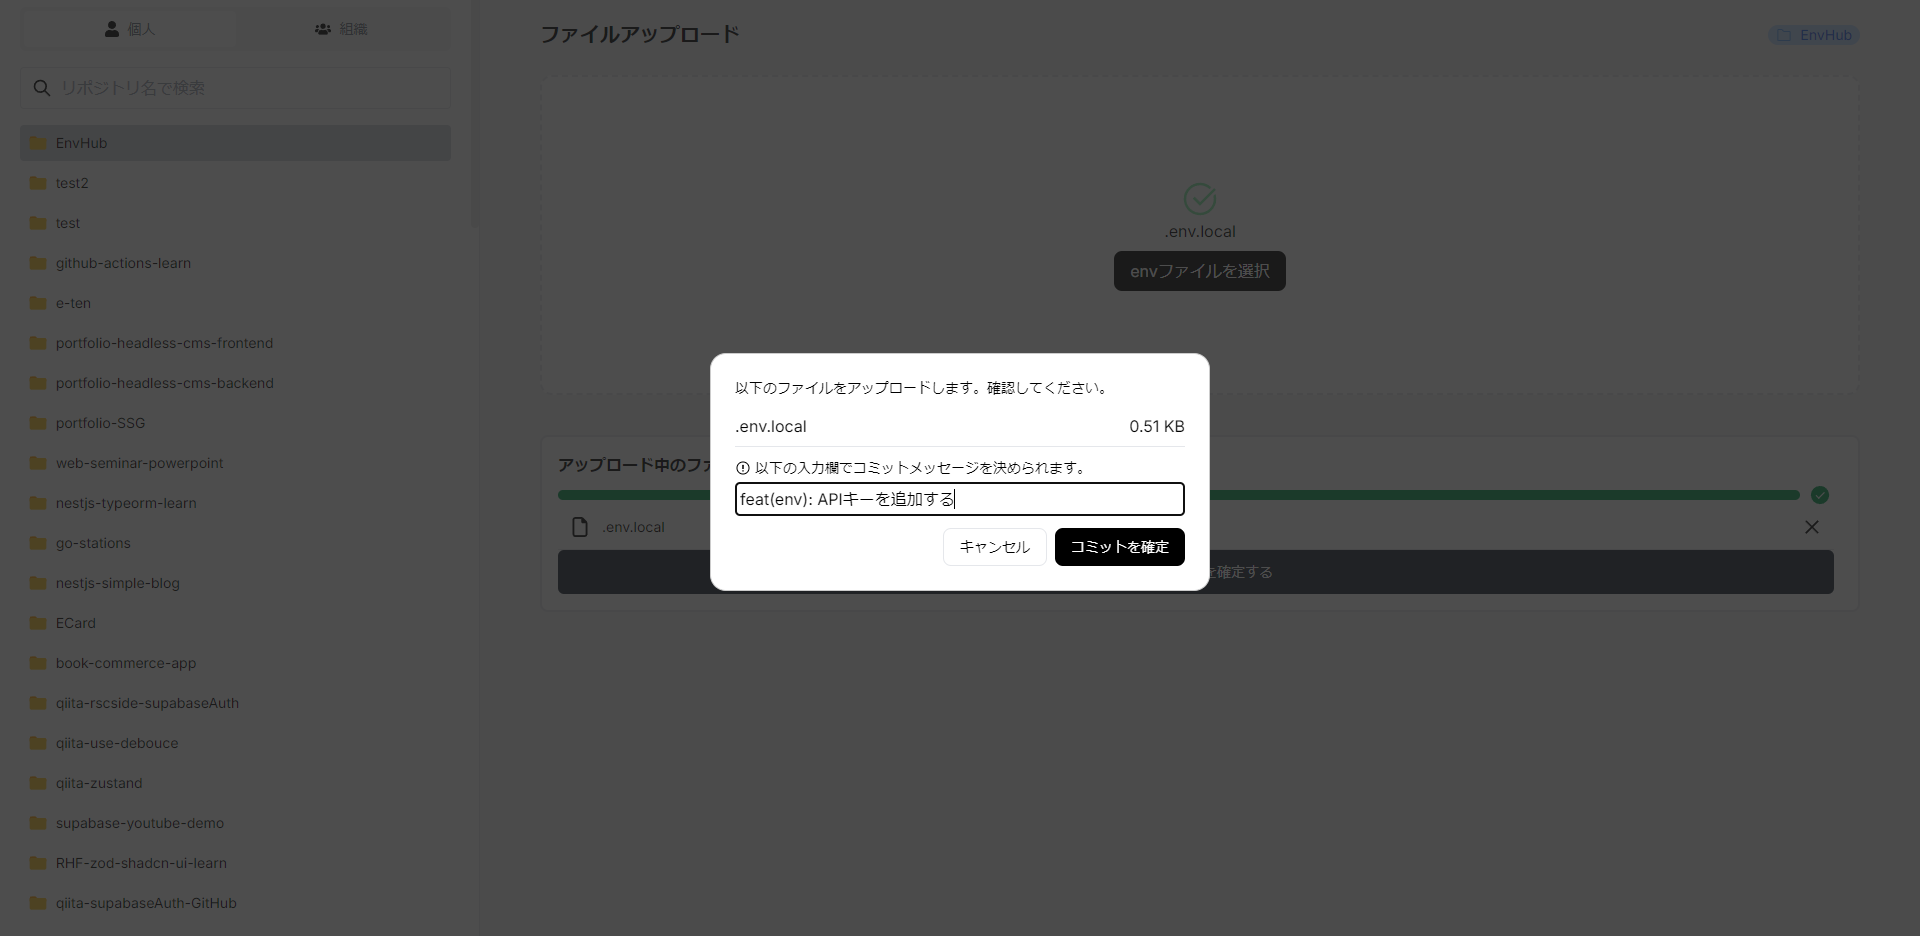 個人
組織
リポジトリ名で検索
EnvHub
test2
test
github-actions-learn
e-ten
portfolio-headless-cms-frontend
portfolio-headless-cms-backend
portfolio-SSG
web-seminar-powerpoint
nestjs-typeorm-learn
go-stations
nestjs-simple-blog
ECard
book-commerce-app
qiita-rscside-supabaseAuth
qiita-use-debouce
qiita-zustand
supabase-youtube-demo
RHF-zod-shadcn-ui-learn
qiita-supabaseAuth-GitHub
ファイルアップロード
EnvHub
.env.local
envファイルを選択
以下のファイルをアップロードします。確認してください。
.env.local 0.51 KB
以下の入力欄でコミットメッセージを決められます。
feat(env): APIキーを追加する
キャンセル
コミットを確定
アップロード中のファ
.env.local
を確定する